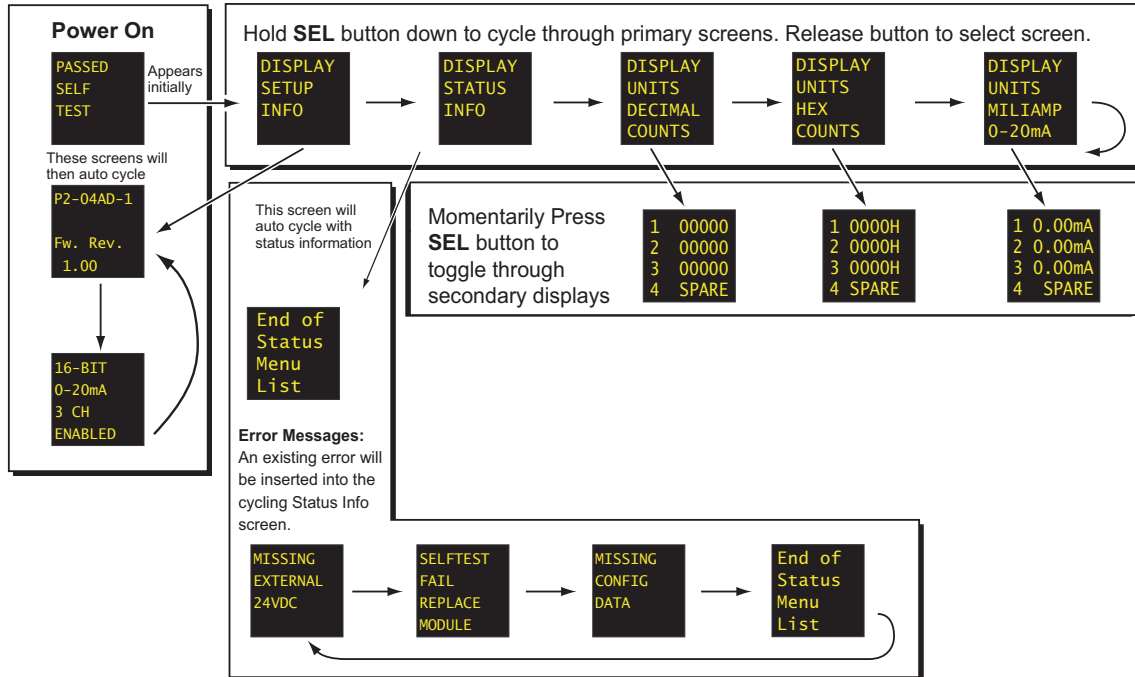 Power On
PASSED
SELF
TEST
Appears
initially
These screens will
then auto cycle
P2-04AD-1
Fw. Rev.
1.00
16-BIT
0-20mA
3 CH
ENABLED
Hold SEL button down to cycle through primary screens. Release button to select screen.
DISPLAY
SETUP
INFO
DISPLAY
STATUS
INFO
DISPLAY
UNITS
DECIMAL
COUNTS
DISPLAY
UNITS
HEX
COUNTS
DISPLAY
UNITS
MILIAMP
0-20mA
This screen will
auto cycle with
status information
End of
Status
Menu
List
Momentarily Press
SEL button to
toggle through
secondary displays
1 00000
2 00000
3 00000
4 SPARE
1 0000H
2 0000H
3 0000H
4 SPARE
1 0.00mA
2 0.00mA
3 0.00mA
4 SPARE
Error Messages:
An existing error will
be inserted into the
cycling Status Info
screen.
MISSING
EXTERNAL
24VDC
SELFTEST
FAIL
REPLACE
MODULE
MISSING
CONFIG
DATA
End of
Status
Menu
List